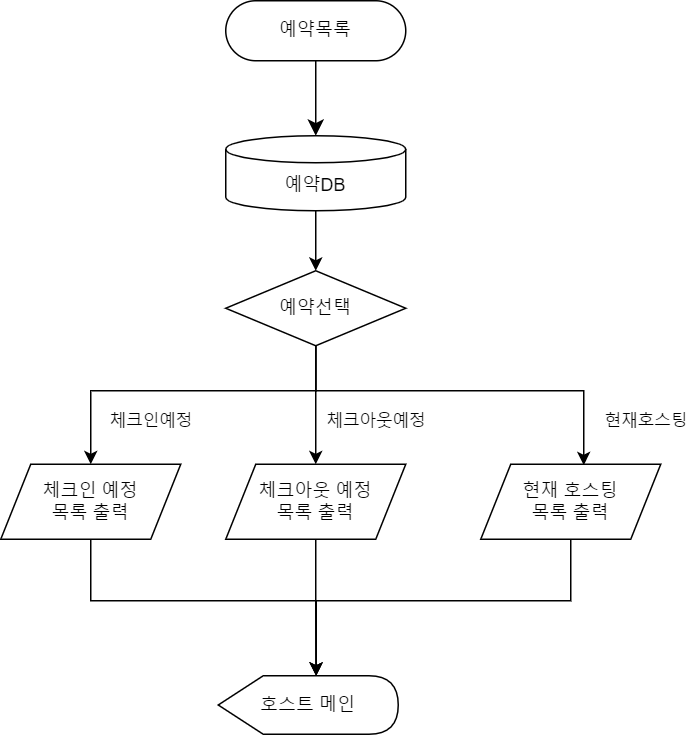 예약목록
예약DB
예약선택
체크인예정
체크아웃예정
현재호스팅
체크인 예정
목록 출력
체크아웃 예정
목록 출력
현재 호스팅
목록 출력
호스트 메인